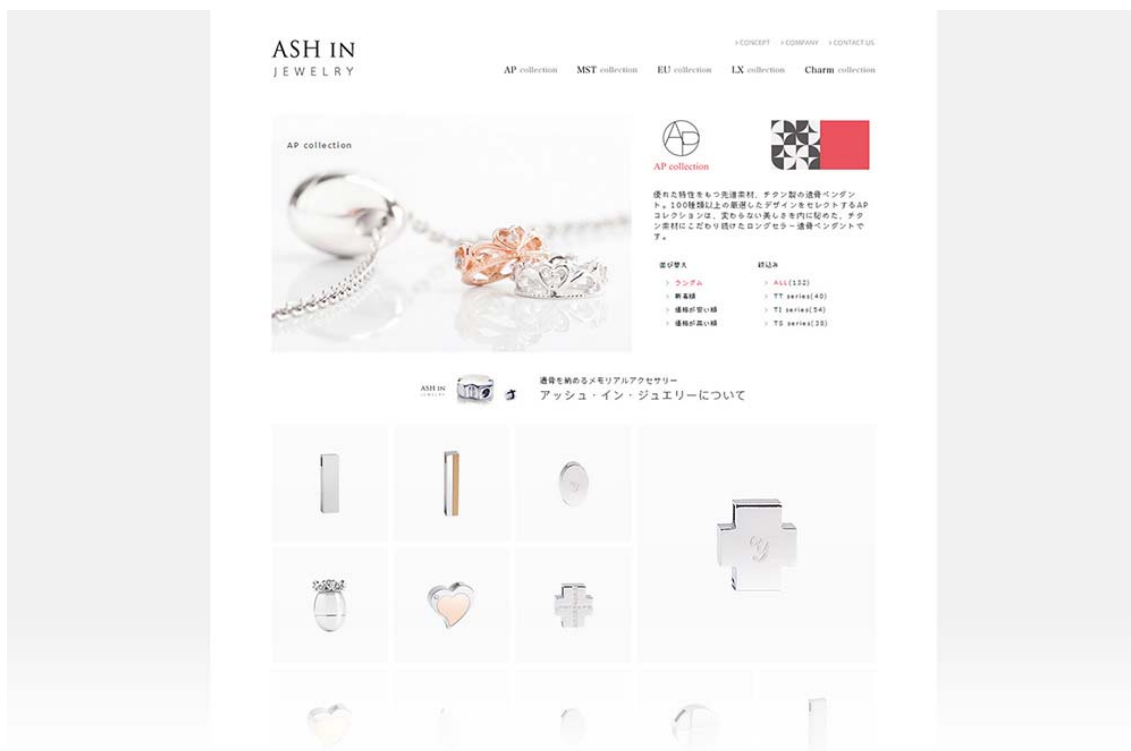 ASH IN
JEWELRY
› CONCEPT › COMPANY › CONTACT US
AP collection MST collection EU collection LX collection Charm collection
AP collection
AP
AP collection
優れた特性をもつ先進素材、チタン製の遺骨ペンダン
ト。100種類以上の厳選したデザインをセレクトするAP
コレクションは、変わらない美しさを内に秘めた、チタ
ン素材にこだわり続けたロングセラー遺骨ペンダントで
す。
並び替え 絞込み
› ランダム › ALL(132)
› 新着順 › TT series(40)
› 価格が安い順 › TI series(54)
› 価格が高い順 › TS series(38)
ASH IN
JEWELRY
遺骨を納めるメモリアルアクセサリー
アッシュ・イン・ジュエリーについて